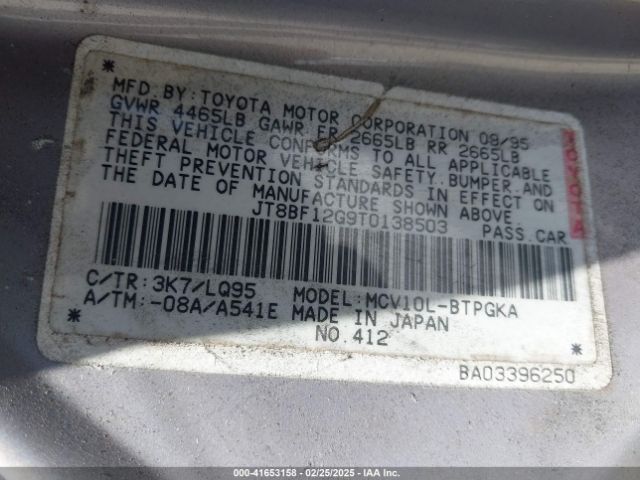 MFD.BY:TOYOTA MOTOR CORPORATION 09/95
GVWR 4465LB GAWR FR 2665LB RR 2665LB
THIS VEHICLE CONFORMS TO ALL APPLICABLE
FEDERAL MOTOR VEHICLE SAFETY,BUMPER,AND
THEFT PREVENTION STANDARDS IN EFFECT ON
THE DATE OF MANUFACTURE SHOWN ABOVE
JT8BF12G9T0138503 PASS.CAR
TOYOTA
C/TR:3K7/LQ95 MODEL:MCV10L-BTPGKA
A/TM:-08A/A541E MADE IN JAPAN
NO.412
BA03396250
000-41653158 - 02/25/2025 - IAA Inc.